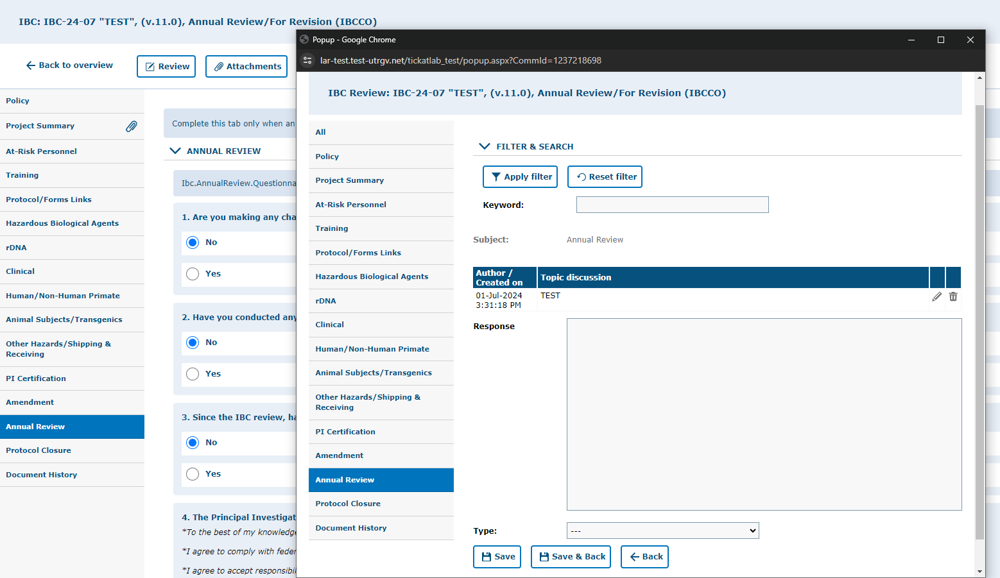 IBC: IBC-24-07 "TEST", (v.11.0), Annual Review/For Revision (IBCCO)
Back to overview
Review
Attachments
Policy
Project Summary
At-Risk Personnel
Training
Protocol/Forms Links
Hazardous Biological Agents
rDNA
Clinical
Human/Non-Human Primate
Animal Subjects/Transgenics
Other Hazards/Shipping &
Receiving
PI Certification
Amendment
Annual Review
Protocol Closure
Document History
Complete this tab only when an
ANNUAL REVIEW
Ibc.AnnualReview.Questionna
1. Are you making any cha
No
Yes
2. Have you conducted any
No
Yes
3. Since the IBC review, ha
No
Yes
4. The Principal Investigat
*To the best of my knowledge
*I agree to comply with feder
*I agree to accept responsibil
Popup - Google Chrome
lar-test.test-utrgv.net/tickatlab_test/popup.aspx?CommId=1237218698
IBC Review: IBC-24-07 "TEST", (v.11.0), Annual Review/For Revision (IBCCO)
All
Policy
Project Summary
At-Risk Personnel
Training
Protocol/Forms Links
Hazardous Biological Agents
rDNA
Clinical
Human/Non-Human Primate
Animal Subjects/Transgenics
Other Hazards/Shipping &
Receiving
PI Certification
Amendment
Annual Review
Protocol Closure
Document History
FILTER & SEARCH
Apply filter
Reset filter
Keyword:
Subject: Annual Review
Author /
Created on
Topic discussion
01-Jul-2024
3:31:18 PM
TEST
Response
Type:
---
Save
Save & Back
Back